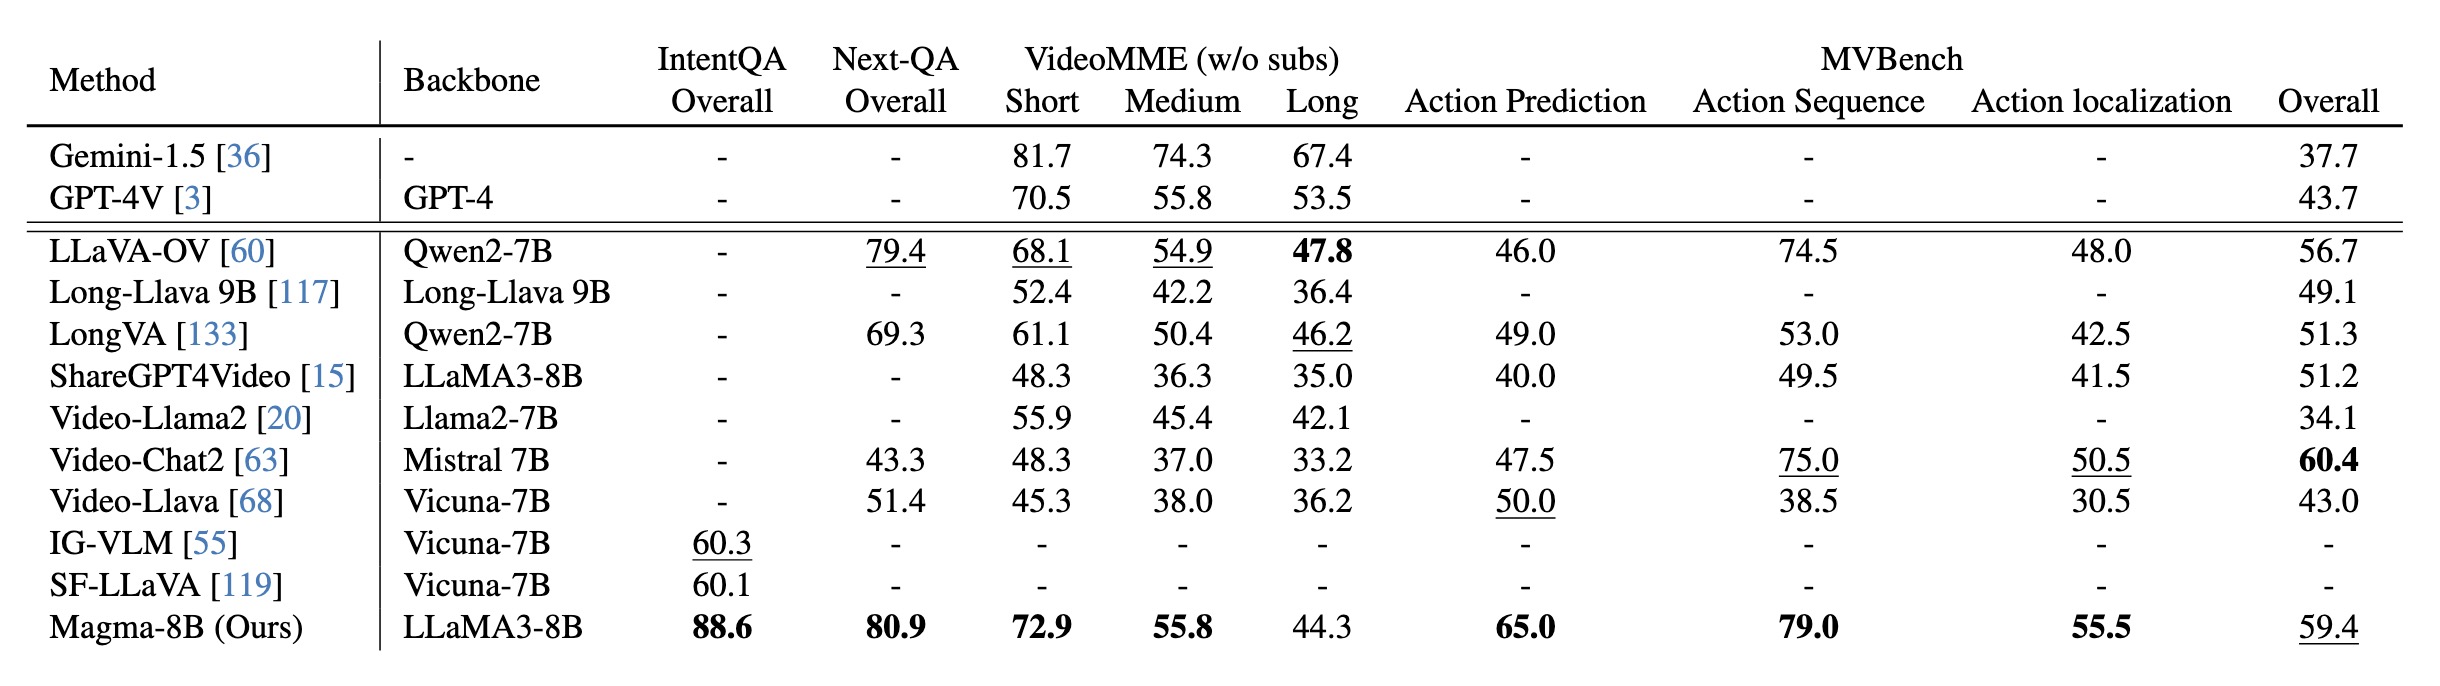 IntentQA Next-QA VideoMME (w/o subs) MVBench
Method Backbone
Overall Overall Short Medium Long Action Prediction Action Sequence Action localization Overall
Gemini-1.5 [36] - - - 81.7 74.3 67.4 - - - 37.7
GPT-4V [3] GPT-4 - - 70.5 55.8 53.5 - - - 43.7
LLaVA-OV [60] Qwen2-7B - 79.4 68.1 54.9 47.8 46.0 74.5 48.0 56.7
Long-Llava 9B [117] Long-Llava 9B - - 52.4 42.2 36.4 - - - 49.1
LongVA [133] Qwen2-7B - 69.3 61.1 50.4 46.2 49.0 53.0 42.5 51.3
ShareGPT4Video [15] LLaMA3-8B - - 48.3 36.3 35.0 40.0 49.5 41.5 51.2
Video-Llama2 [20] Llama2-7B - - 55.9 45.4 42.1 - - - 34.1
Video-Chat2 [63] Mistral 7B - 43.3 48.3 37.0 33.2 47.5 75.0 50.5 60.4
Video-Llava [68] Vicuna-7B - 51.4 45.3 38.0 36.2 50.0 38.5 30.5 43.0
IG-VLM [55] Vicuna-7B 60.3 - - - - - - - -
SF-LLaVA [119] Vicuna-7B 60.1 - - - - - - - -
Magma-8B (Ours) LLaMA3-8B 88.6 80.9 72.9 55.8 44.3 65.0 79.0 55.5 59.4